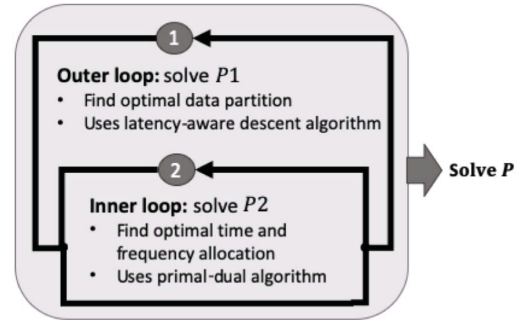 1
Outer loop: solve P1
• Find optimal data partition
• Uses latency-aware descent algorithm
2
Inner loop: solve P2
• Find optimal time and
frequency allocation
• Uses primal-dual algorithm
Solve P